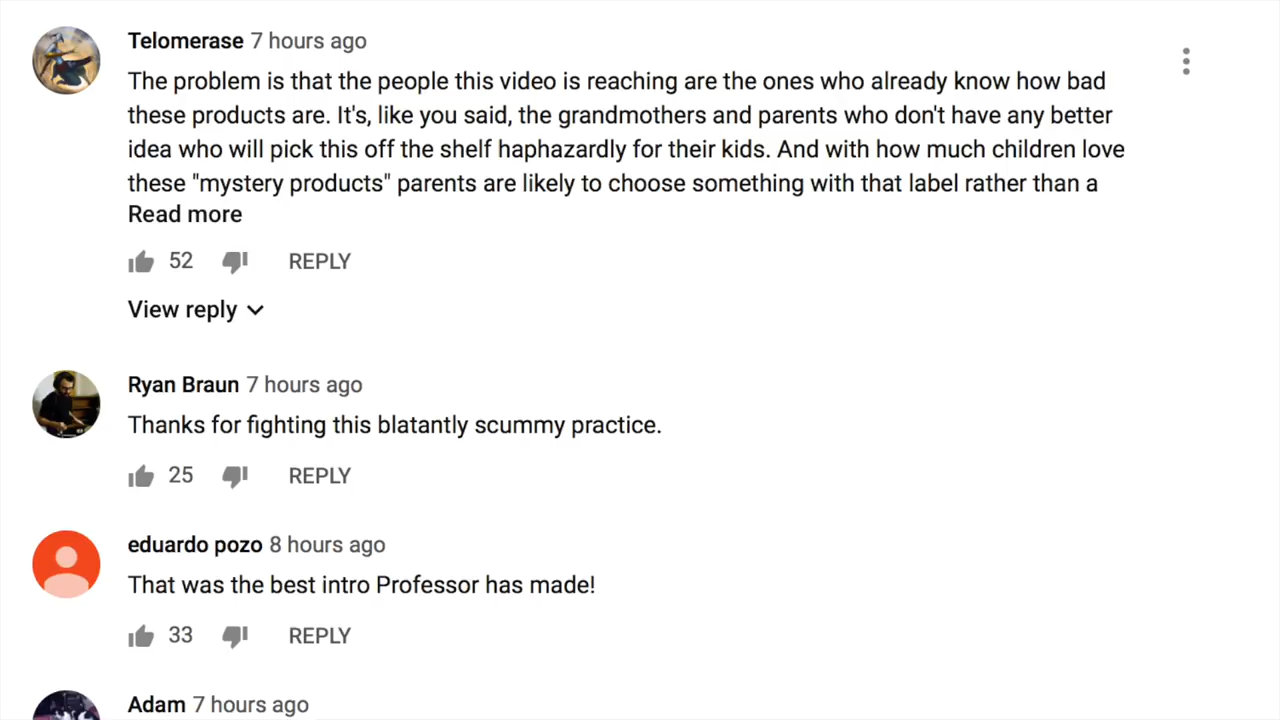 Telomerase 7 hours ago
The problem is that the people this video is reaching are the ones who already know how bad
these products are. It's, like you said, the grandmothers and parents who don't have any better
idea who will pick this off the shelf haphazardly for their kids. And with how much children love
these "mystery products" parents are likely to choose something with that label rather than a
Read more
52 REPLY
View reply
Ryan Braun 7 hours ago
Thanks for fighting this blatantly scummy practice.
25 REPLY
eduardo pozo 8 hours ago
That was the best intro Professor has made!
33 REPLY
Adam 7 hours ago